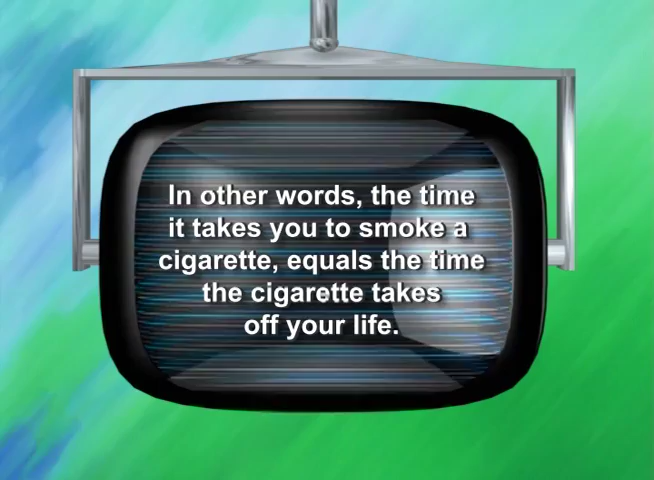 In other words, the time
it takes you to smoke a
cigarette, equals the time
the cigarette takes
off your life.